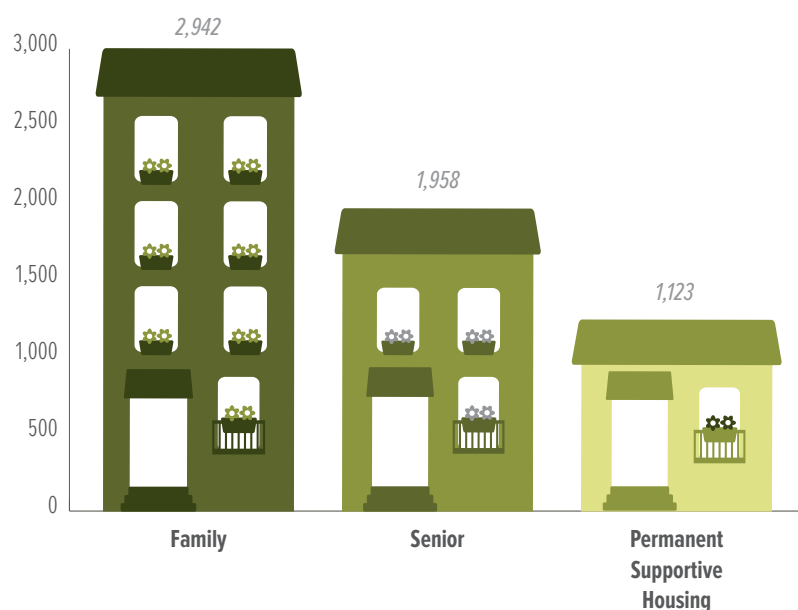 2,942
3,000
2,500
2,000
1,958
1,500
1,123
1,000
500
0
Family
Senior
Permanent
Supportive
Housing